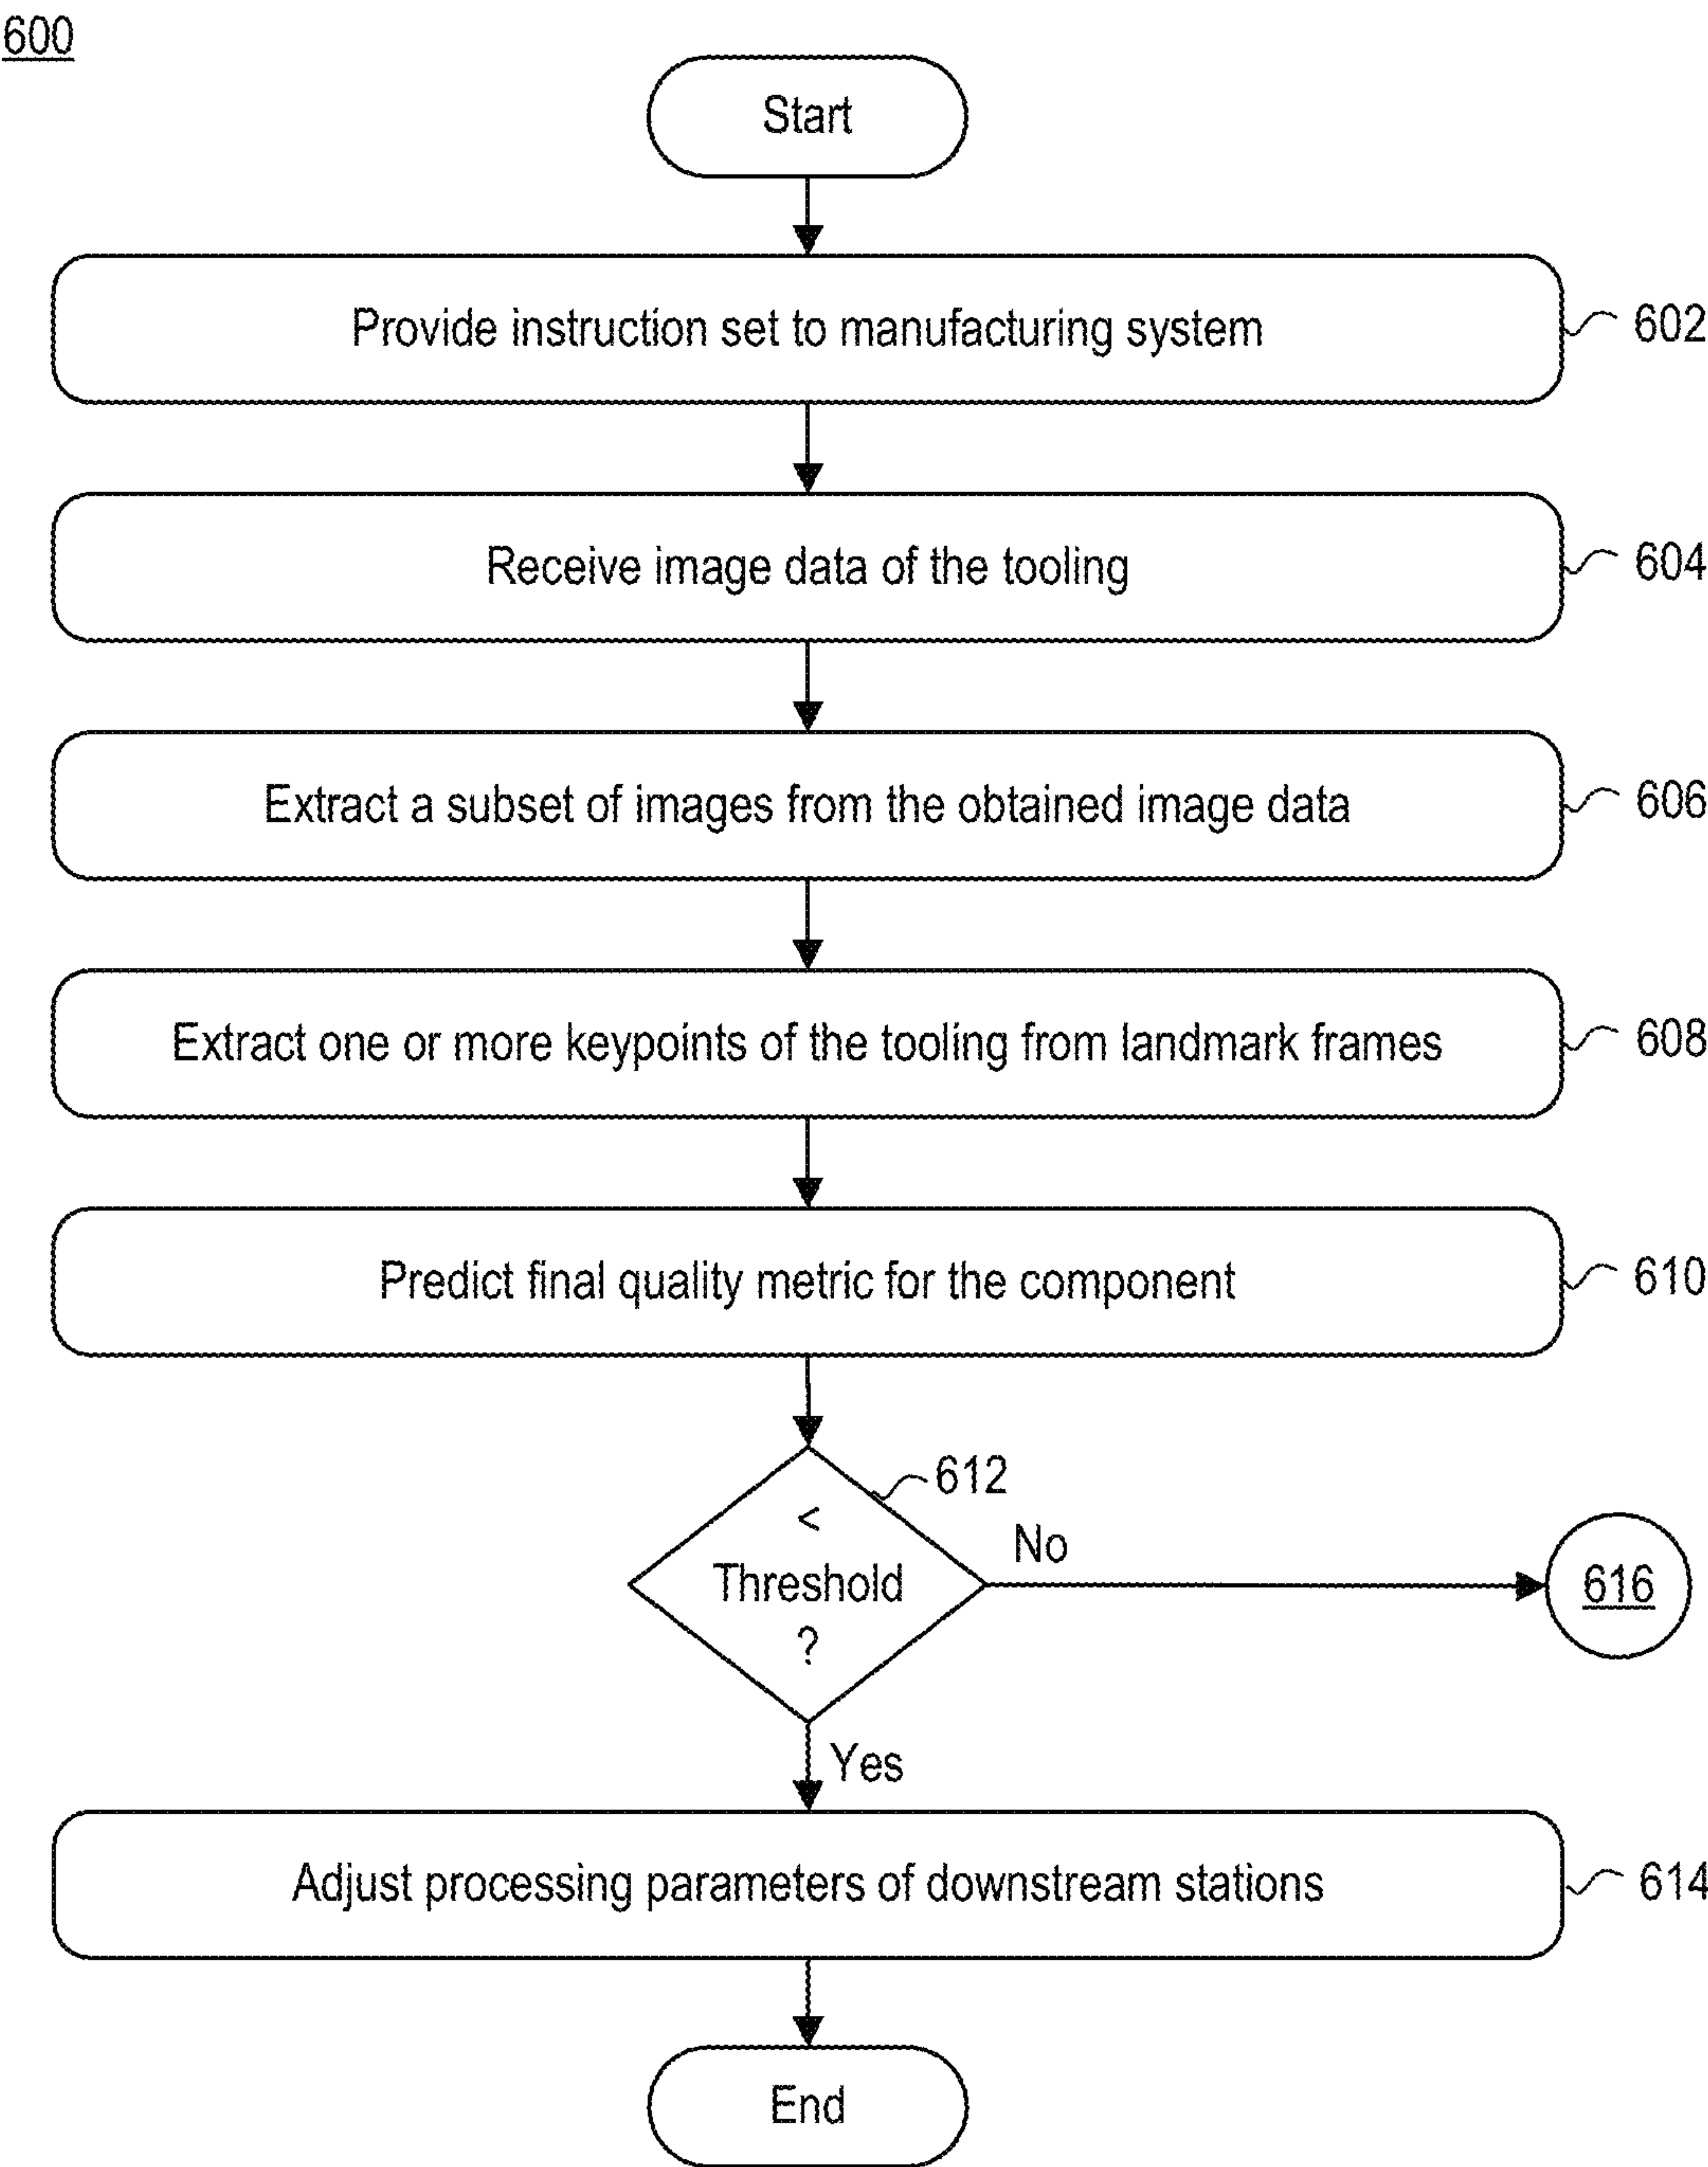 600
Start
Provide instruction set to manufacturing system
602
Receive image data of the tooling
604
Extract a subset of images from the obtained image data
606
Extract one or more keypoints of the tooling from landmark frames
608
Predict final quality metric for the component
610
612
<
Threshold
?
No
616
Yes
Adjust processing parameters of downstream stations
614
End